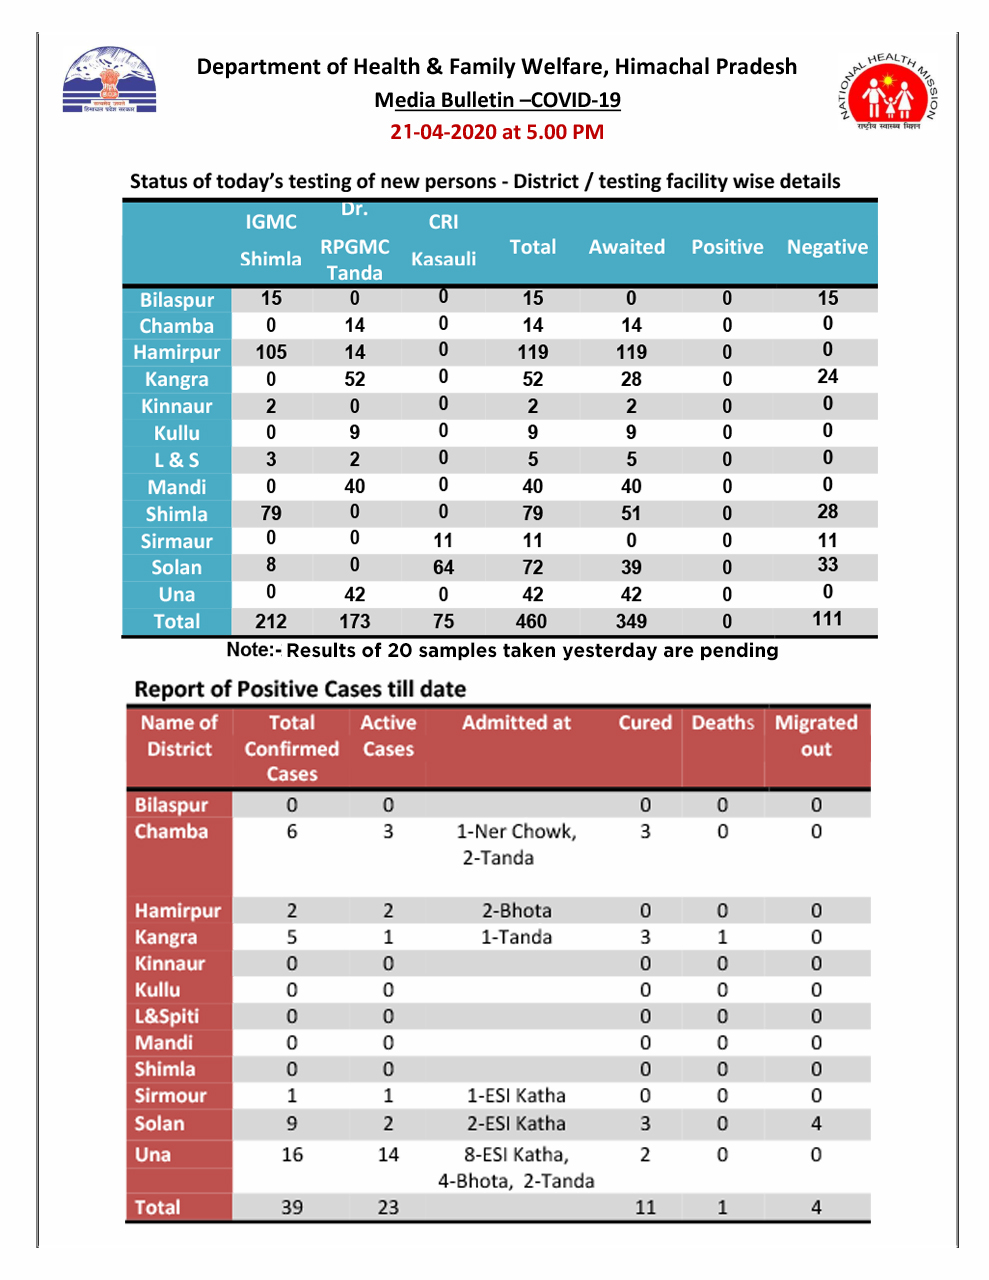 Department of Health & Family Welfare, Himachal Pradesh
Media Bulletin –COVID-19
21-04-2020 at 5.00 PM
सत्यमेव जयते
हिमाचल प्रदेश सरकार
NATIONAL HEALTH MISSION
राष्ट्रीय स्वास्थ्य मिशन
Status of today's testing of new persons - District / testing facility wise details
IGMC Shimla Dr. RPGMC Tanda CRI Kasauli Total Awaited Positive Negative
Bilaspur 15 0 0 15 0 0 15
Chamba 0 14 0 14 14 0 0
Hamirpur 105 14 0 119 119 0 0
Kangra 0 52 0 52 28 0 24
Kinnaur 2 0 0 2 2 0 0
Kullu 0 9 0 9 9 0 0
L & S 3 2 0 5 5 0 0
Mandi 0 40 0 40 40 0 0
Shimla 79 0 0 79 51 0 28
Sirmaur 0 0 11 11 0 0 11
Solan 8 0 64 72 39 0 33
Una 0 42 0 42 42 0 0
Total 212 173 75 460 349 0 111
Note:- Results of 20 samples taken yesterday are pending
Report of Positive Cases till date
Name of District Total Confirmed Cases Active Cases Admitted at Cured Deaths Migrated out
Bilaspur 0 0 0 0 0
Chamba 6 3 1-Ner Chowk, 2-Tanda 3 0 0
Hamirpur 2 2 2-Bhota 0 0 0
Kangra 5 1 1-Tanda 3 1 0
Kinnaur 0 0 0 0 0
Kullu 0 0 0 0 0
L&Spiti 0 0 0 0 0
Mandi 0 0 0 0 0
Shimla 0 0 0 0 0
Sirmour 1 1 1-ESI Katha 0 0 0
Solan 9 2 2-ESI Katha 3 0 4
Una 16 14 8-ESI Katha, 4-Bhota, 2-Tanda 2 0 0
Total 39 23 11 1 4